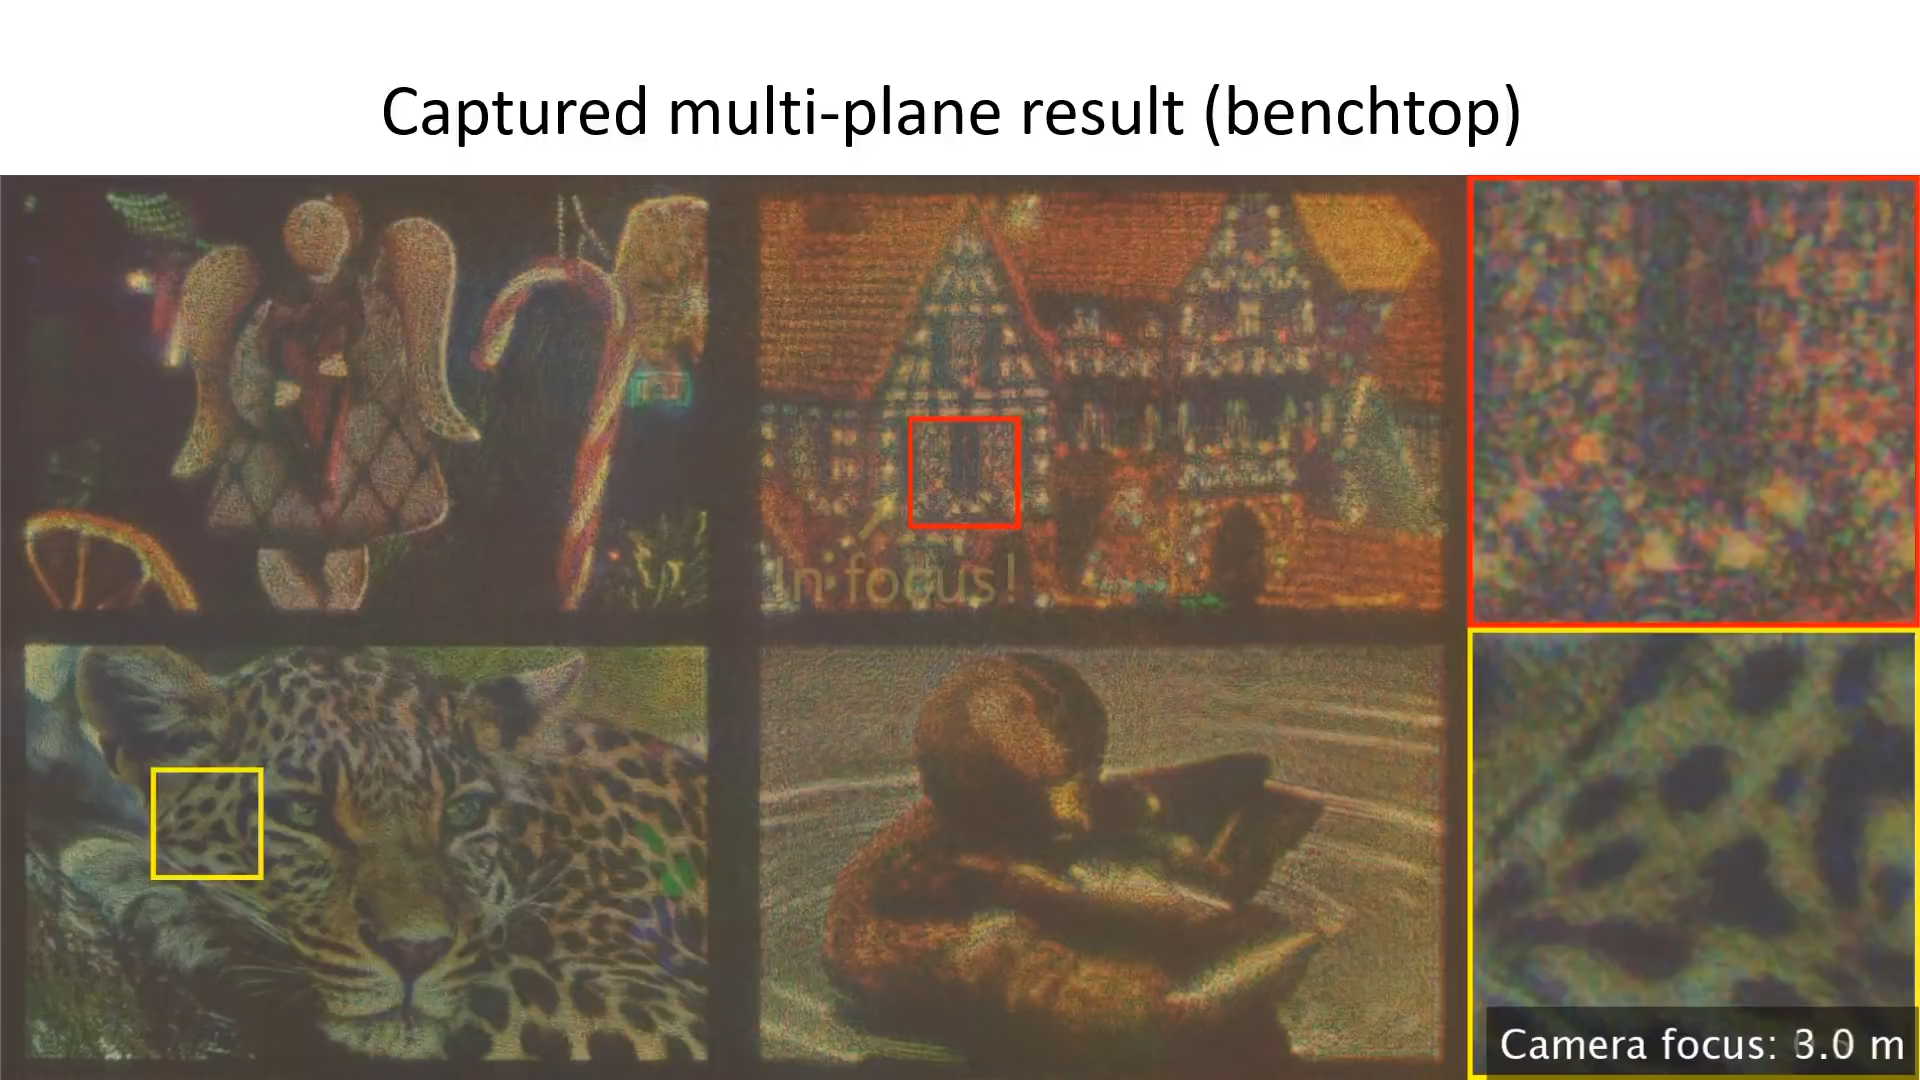 Captured multi-plane result (benchtop)
In focus!
Camera focus: 3.0 m